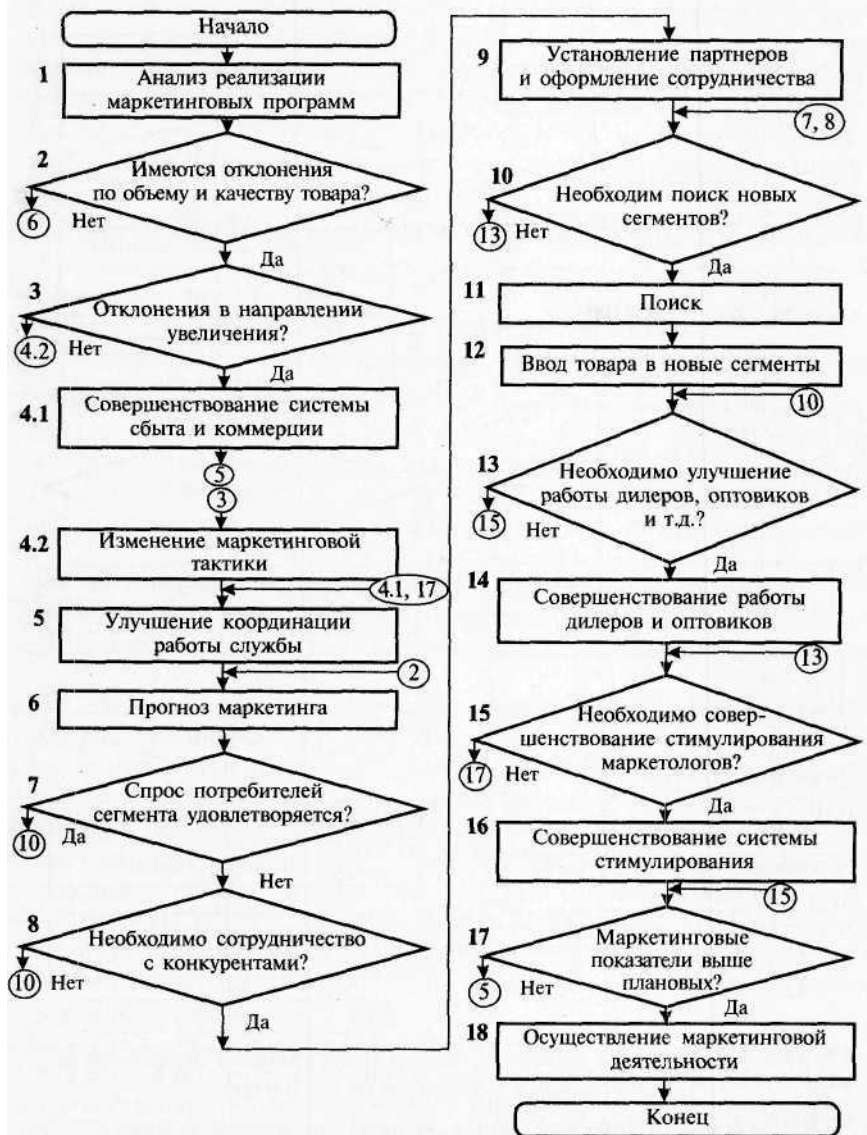 Начало
1
Анализ реализации
маркетинговых программ
2
Имеются отклонения
по объему и качеству товара?
6
Нет
Да
3
Отклонения в направлении
увеличения?
4.2
Нет
Да
4.1
Совершенствование системы
сбыта и коммерции
5
3
4.2
Изменение маркетинговой
тактики
4.1, 17
5
Улучшение координации
работы службы
2
6
Прогноз маркетинга
7
Спрос потребителей
сегмента удовлетворяется?
10
Да
Нет
8
Необходимо сотрудничество
с конкурентами?
10
Нет
Да
9
Установление партнеров
и оформление сотрудничества
7, 8
10
Необходим поиск новых
сегментов?
13
Нет
Да
11
Поиск
12
Ввод товара в новые сегменты
10
13
Необходимо улучшение
работы дилеров, оптовиков
и т.д.?
15
Нет
Да
14
Совершенствование работы
дилеров и оптовиков
13
15
Необходимо совер-
шенствование стимулирования
маркетологов?
17
Нет
Да
16
Совершенствование системы
стимулирования
15
17
Маркетинговые
показатели выше
плановых?
5
Нет
Да
18
Осуществление маркетинговой
деятельности
Конец